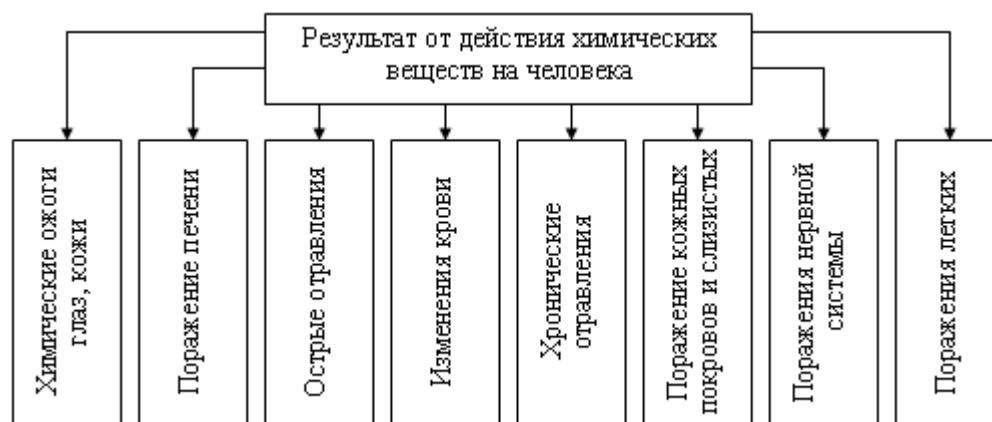 Результат от действия химических
веществ на человека
Химические ожоги
глаз, кожи
Поражение печени
Острые отравления
Изменения крови
Хронические
отравления
Поражение кожных
покровов и слизистых
Поражения нервной
системы
Поражения легких